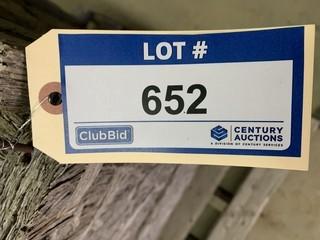 LOT #
652
ClubBid
CENTURY
AUCTIONS
A DIVISION OF CENTURY SERVICES